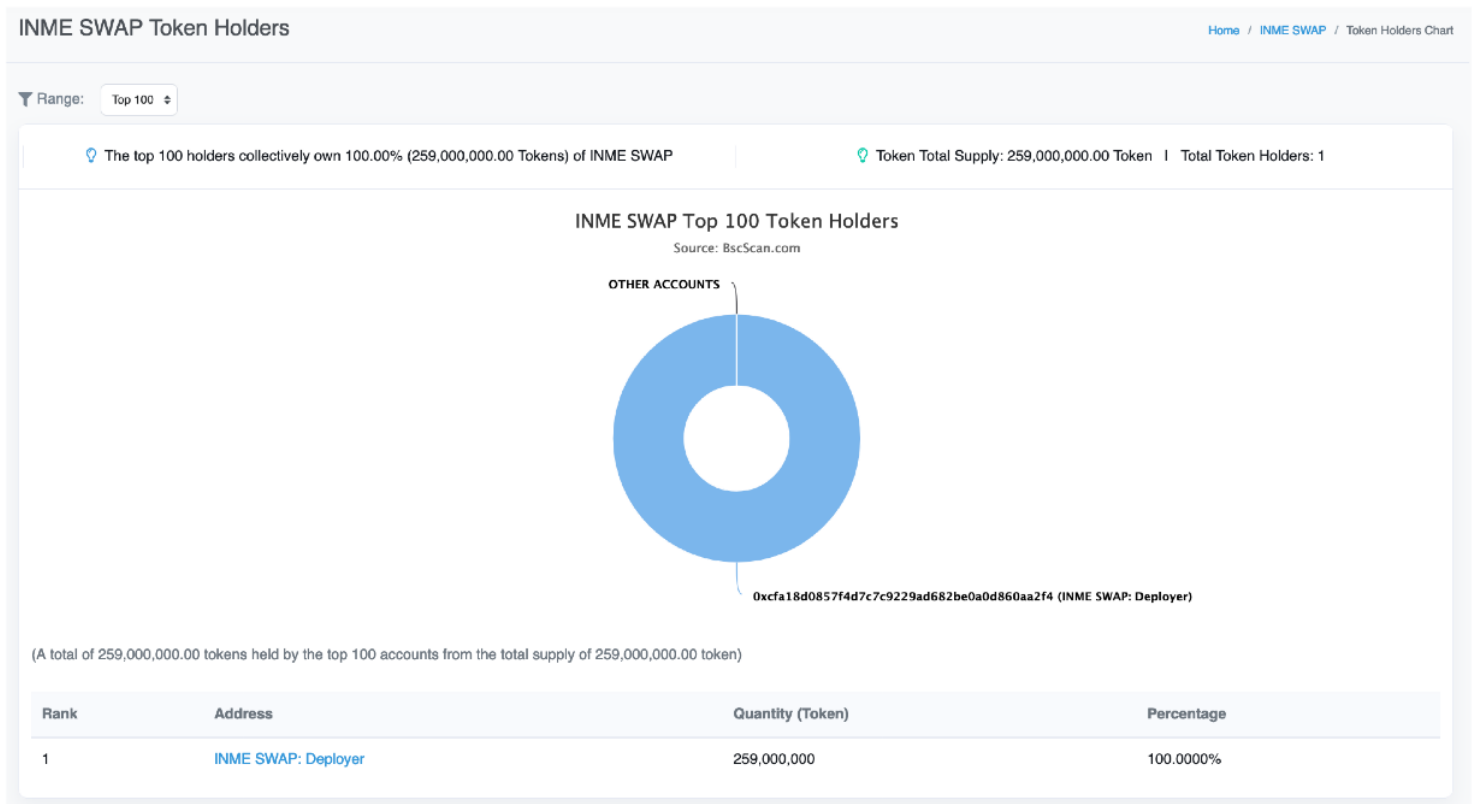 INME SWAP Token Holders
Home / INME SWAP / Token Holders Chart
Range: Top 100
The top 100 holders collectively own 100.00% (259,000,000.00 Tokens) of INME SWAP
Token Total Supply: 259,000,000.00 Token | Total Token Holders: 1
INME SWAP Top 100 Token Holders
Source: BscScan.com
OTHER ACCOUNTS
0xcfa18d0857f4d7c7c9229ad682be0a0d860aa2f4 (INME SWAP: Deployer)
(A total of 259,000,000.00 tokens held by the top 100 accounts from the total supply of 259,000,000.00 token)
Rank Address Quantity (Token) Percentage
1 INME SWAP: Deployer 259,000,000 100.0000%